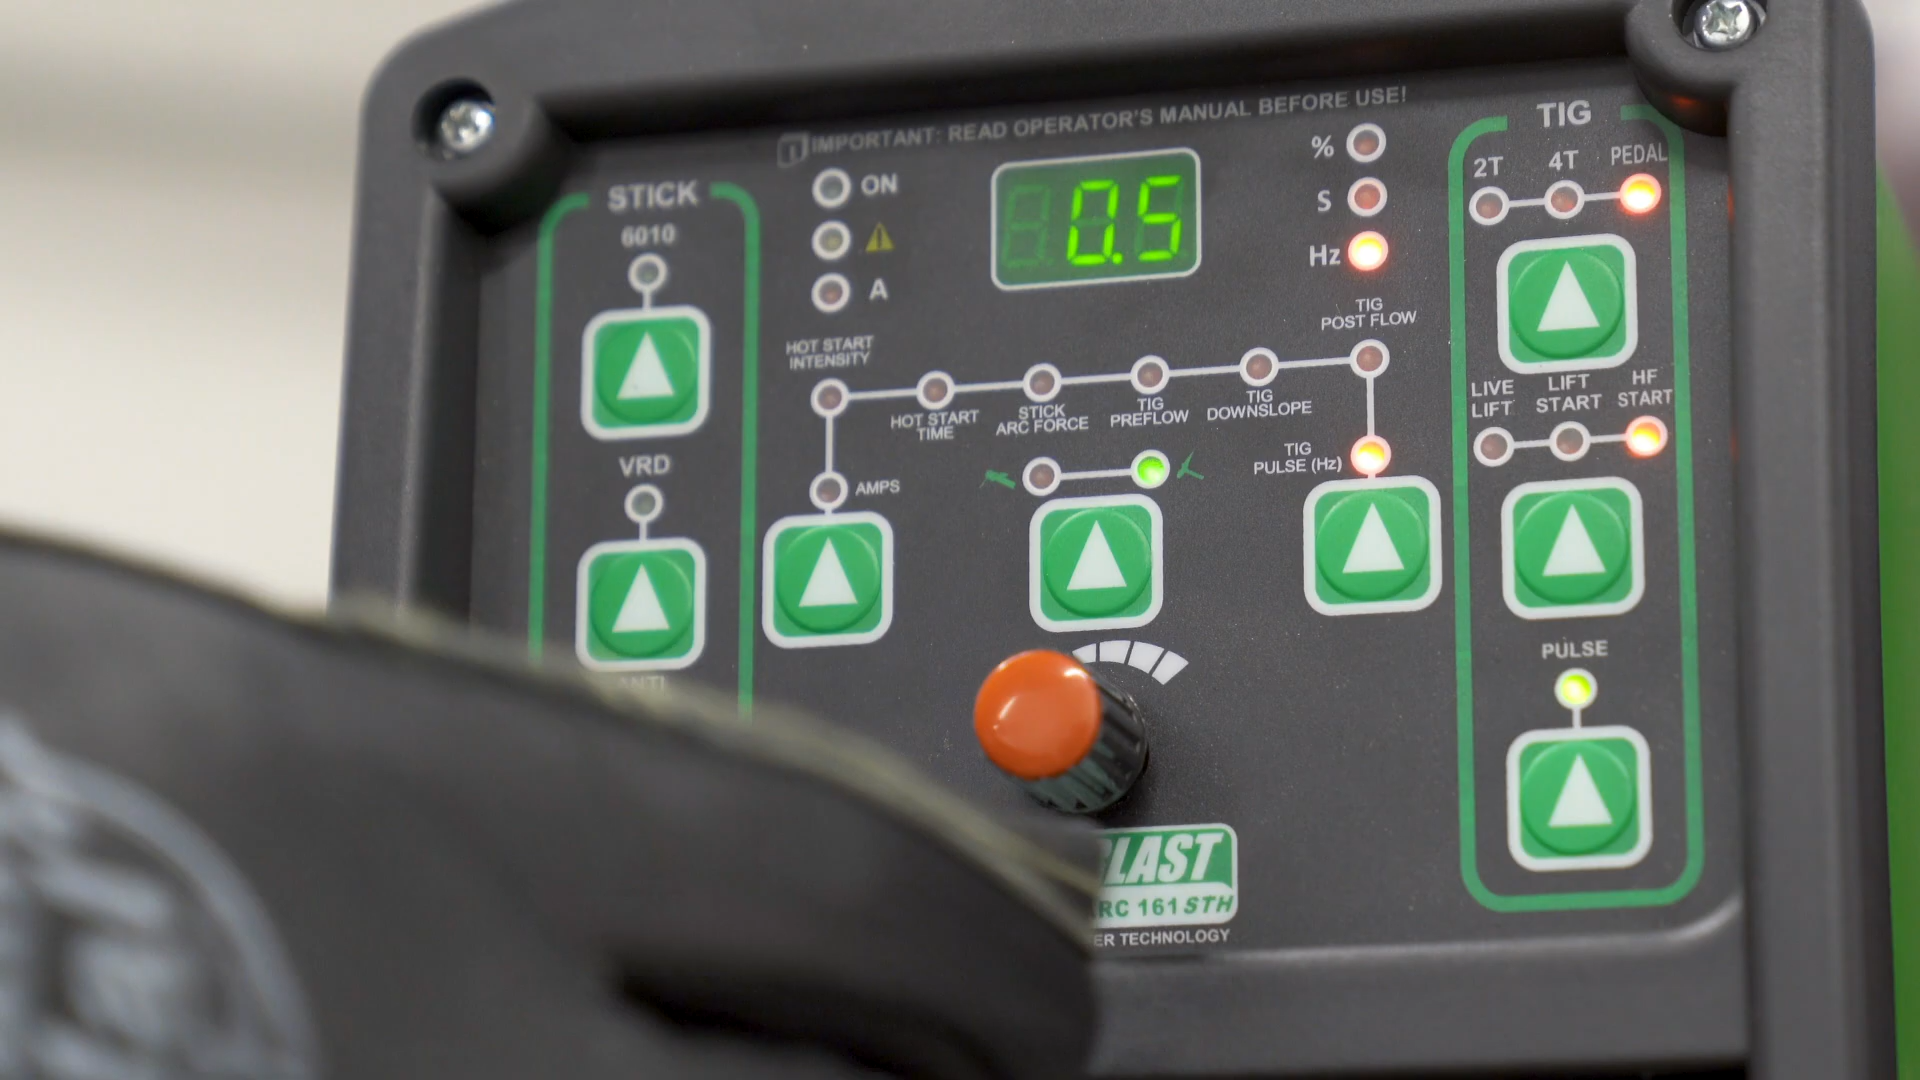 IMPORTANT: READ OPERATOR'S MANUAL BEFORE USE!
STICK
6010
VRD
ANTI
ON
A
0.5
%
S
Hz
HOT START
INTENSITY
HOT START
TIME
STICK
ARC FORCE
TIG
PREFLOW
TIG
DOWNSLOPE
TIG
POST FLOW
AMPS
TIG
PULSE (Hz)
TIG
2T
4T
PEDAL
LIVE
LIFT
LIFT
START
HF
START
PULSE
LAST
RC 161 STH
ER TECHNOLOGY